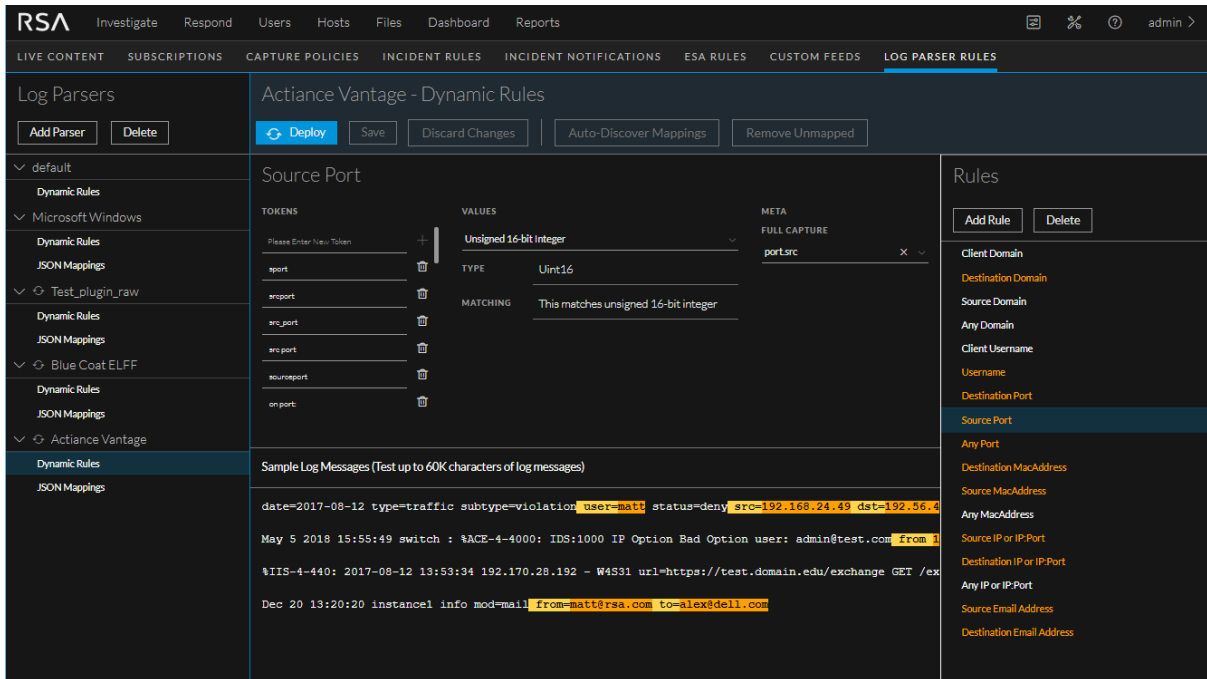 RSA Investigate Respond Users Hosts Files Dashboard Reports admin >
LIVE CONTENT SUBSCRIPTIONS CAPTURE POLICIES INCIDENT RULES INCIDENT NOTIFICATIONS ESA RULES CUSTOM FEEDS LOG PARSER RULES
Log Parsers
Add Parser Delete
default
Dynamic Rules
Microsoft Windows
Dynamic Rules
JSON Mappings
Test_plugin_raw
Dynamic Rules
JSON Mappings
Blue Coat ELFF
Dynamic Rules
JSON Mappings
Actiance Vantage
Dynamic Rules
JSON Mappings
Actiance Vantage - Dynamic Rules
Deploy Save Discard Changes Auto-Discover Mappings Remove Unmapped
Source Port
TOKENS
Please Enter New Token
sport
srcport
src_port
src port
sourceport
on port:
VALUES
Unsigned 16-bit Integer
TYPE Uint16
MATCHING This matches unsigned 16-bit integer
META
FULL CAPTURE
port.src
Sample Log Messages (Test up to 60K characters of log messages)
date=2017-08-12 type=traffic subtype=violation user=matt status=deny src=192.168.24.49 dst=192.56.4
May 5 2018 15:55:49 switch : %ACE-4-4000: IDS:1000 IP Option Bad Option user: admin@test.com from 1
%IIS-4-440: 2017-08-12 13:53:34 192.170.28.192 - W4S31 url=https://test.domain.edu/exchange GET /ex
Dec 20 13:20:20 instance1 info mod=mail from=matt@rsa.com to=alex@dell.com
Rules
Add Rule Delete
Client Domain
Destination Domain
Source Domain
Any Domain
Client Username
Username
Destination Port
Source Port
Any Port
Destination MacAddress
Source MacAddress
Any MacAddress
Source IP or IP:Port
Destination IP or IP:Port
Any IP or IP:Port
Source Email Address
Destination Email Address